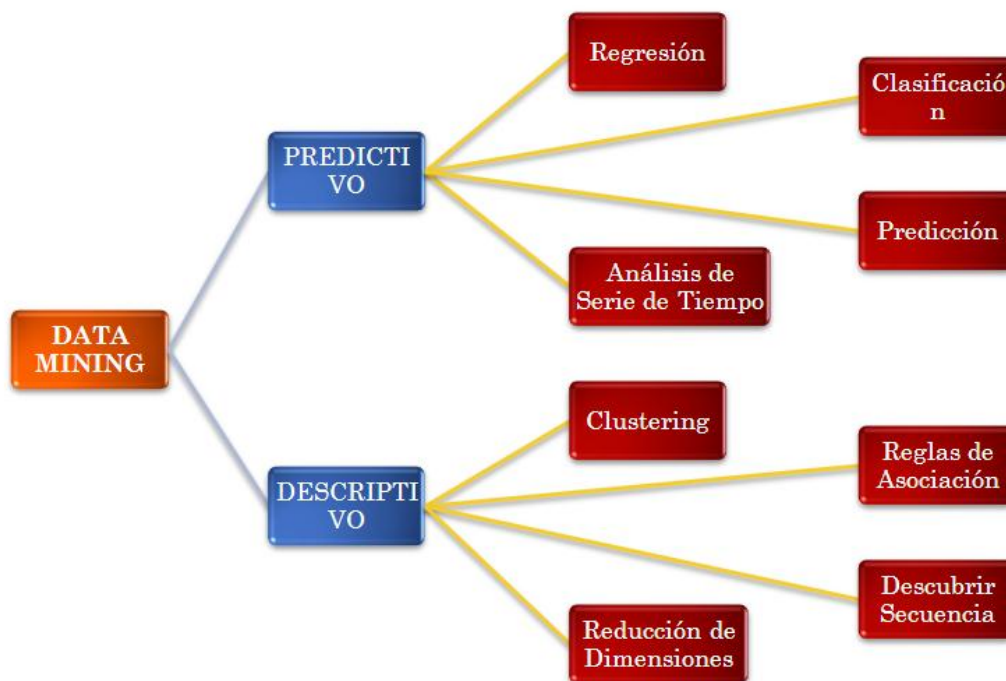 DATA
MINING
PREDICTI
VO
Regresión
Clasificació
n
Predicción
Análisis de
Serie de Tiempo
DESCRIPTI
VO
Clustering
Reglas de
Asociación
Descubrir
Secuencia
Reducción de
Dimensiones